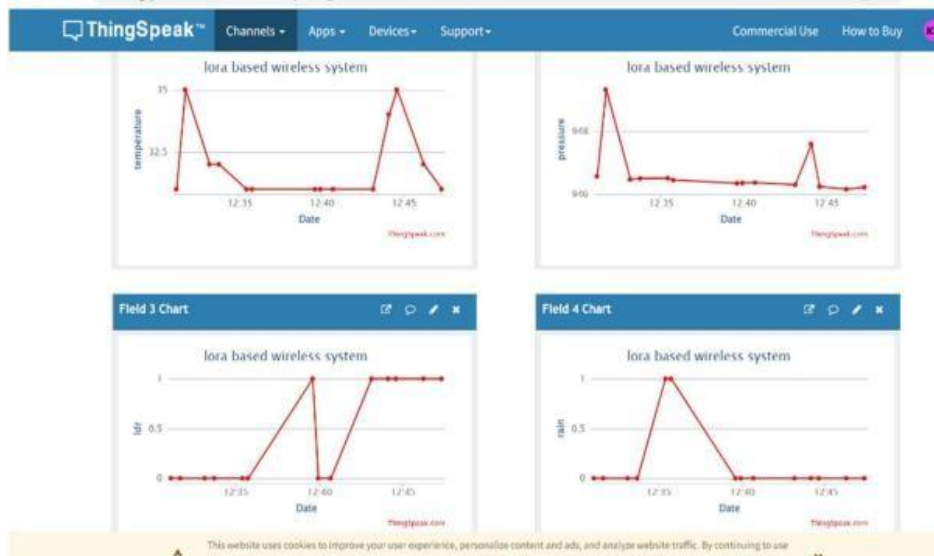 ThingSpeak™ Channels Apps Devices Support Commercial Use How to Buy K
lora based wireless system
35
32.5
temperature
12:35 12:40 12:45
Date
ThingSpeak.com
lora based wireless system
pressure
12:35 12:40 12:45
Date
ThingSpeak.com
Field 3 Chart
lora based wireless system
1
0.5
0
ldr
12:35 12:40 12:45
Date
ThingSpeak.com
Field 4 Chart
lora based wireless system
1
0.5
0
rain
12:35 12:40 12:45
Date
ThingSpeak.com
This website uses cookies to improve your user experience, personalize content and ads, and analyze website traffic. By continuing to use